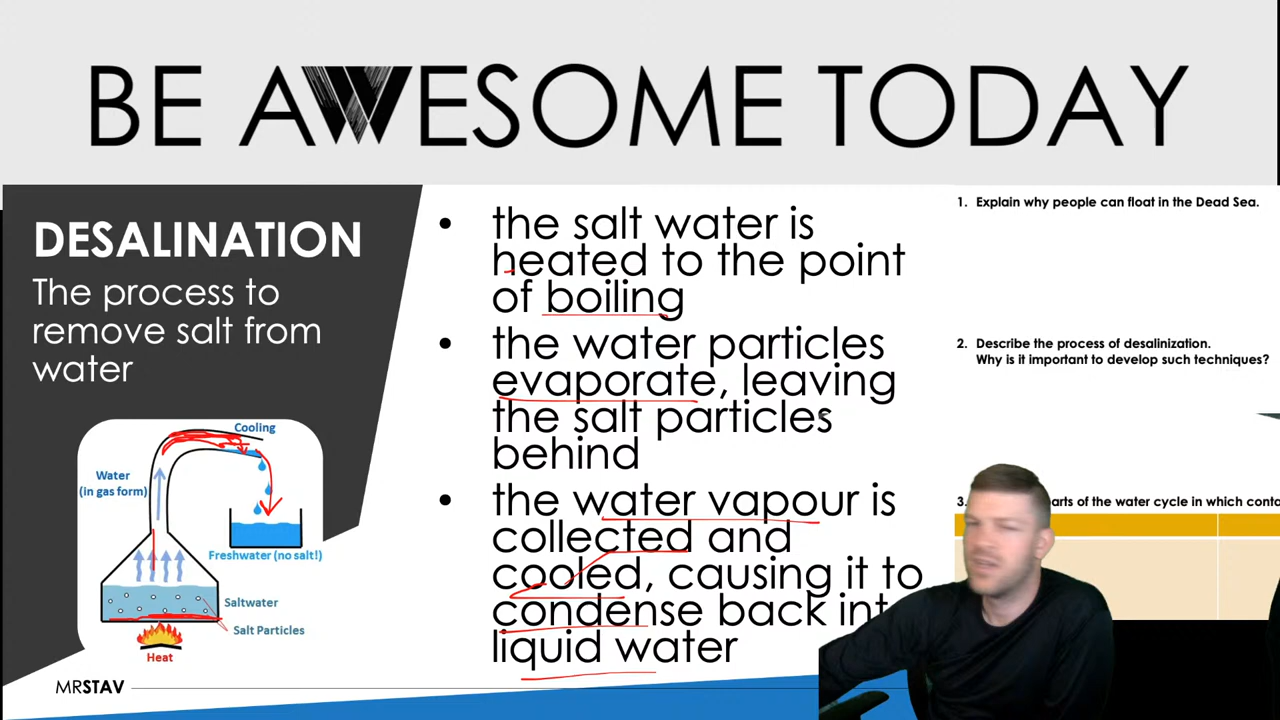 BE AWESOME TODAY
DESALINATION
The process to
remove salt from
water
Cooling
Water
(in gas form)
Freshwater (no salt!)
Saltwater
Salt Particles
Heat
MRSTAV
• the salt water is
heated to the point
of boiling
• the water particles
evaporate, leaving
the salt particles
behind
• the water vapour is
collected and
cooled, causing it to
condense back
liquid water
1. Explain why people can float in the Dead Sea.
2. Describe the process of desalinization.
Why is it important to develop such techniques?
3. of the water cycle in which